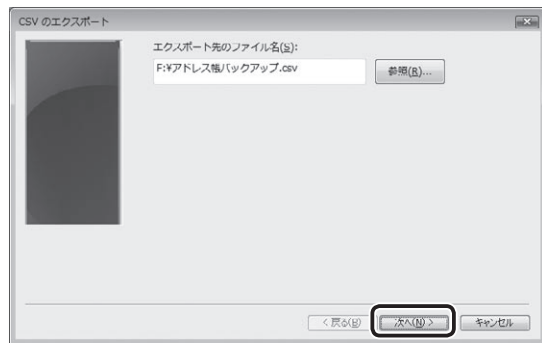 CSV のエクスポート
エクスポート先のファイル名(S):
F:¥アドレス帳バックアップ.csv
参照(R)...
< 戻る(B)
次へ(N) >
キャンセル